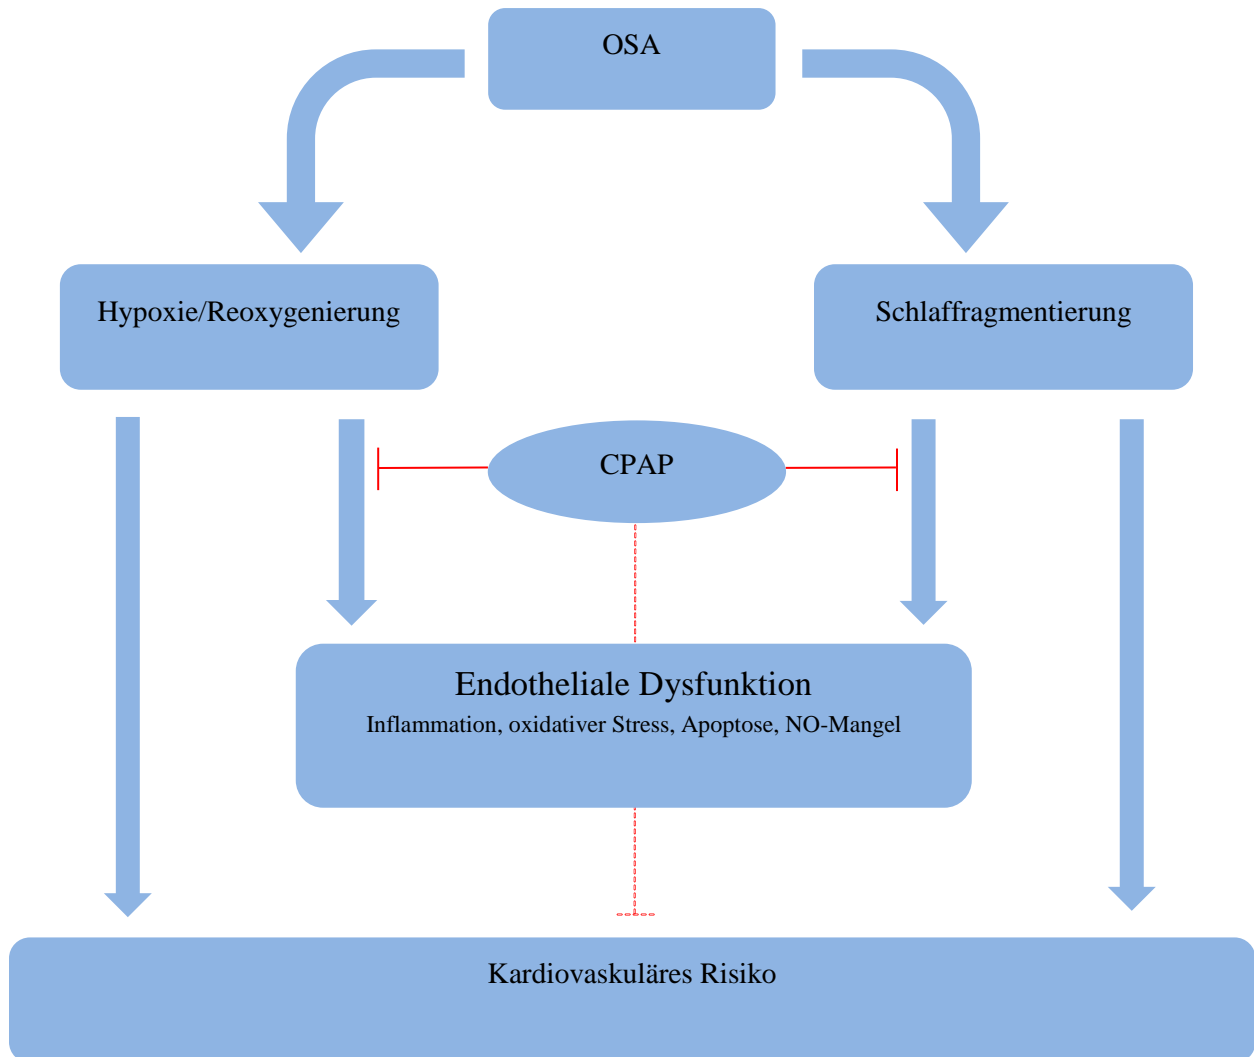 OSA
Hypoxie/Reoxygenierung
Schlaffragmentierung
CPAP
Endotheliale Dysfunktion
Inflammation, oxidativer Stress, Apoptose, NO-Mangel
Kardiovaskuläres Risiko